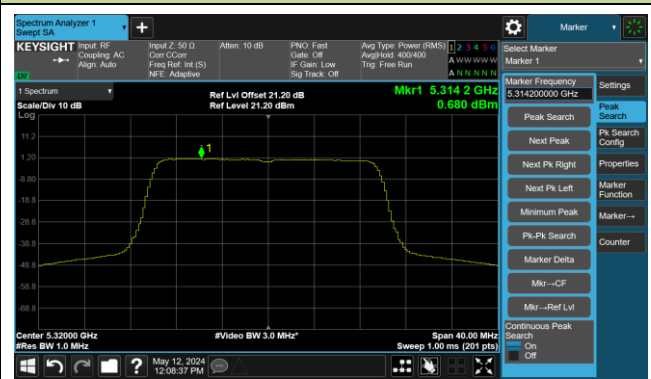 Spectrum Analyzer 1
Swept SA
+
Marker
KEYSIGHT
Input: RF
Coupling: AC
Align: Auto
Input Z: 50 Ω
Corr CCorr
Freq Ref: Int (S)
NFE: Adaptive
Atten: 10 dB
PNO: Fast
Gate: Off
IF Gain: Low
Sig Track: Off
Avg Type: Power (RMS)
Avg|Hold: 400/400
Trig: Free Run
1 2 3 4 5 6
A W W W W W
A N N N N N
LXI
Select Marker
Marker 1
1 Spectrum
Scale/Div 10 dB
Log
Ref Lvl Offset 21.20 dB
Ref Level 21.20 dBm
Mkr1 5.314 2 GHz
0.680 dBm
11.2
1.20
-8.80
-18.8
-28.8
-38.8
-48.8
-58.8
-68.8
1
Center 5.32000 GHz
#Res BW 1.0 MHz
#Video BW 3.0 MHz*
Span 40.00 MHz
Sweep 1.00 ms (201 pts)
Marker Frequency
5.314200000 GHz
Peak Search
Next Peak
Next Pk Right
Next Pk Left
Minimum Peak
Pk-Pk Search
Marker Delta
Mkr→CF
Mkr→Ref Lvl
Continuous Peak
Search
On
Off
Settings
Peak
Search
Pk Search
Config
Properties
Marker
Function
Marker→
Counter
?
May 12, 2024
12:08:37 PM